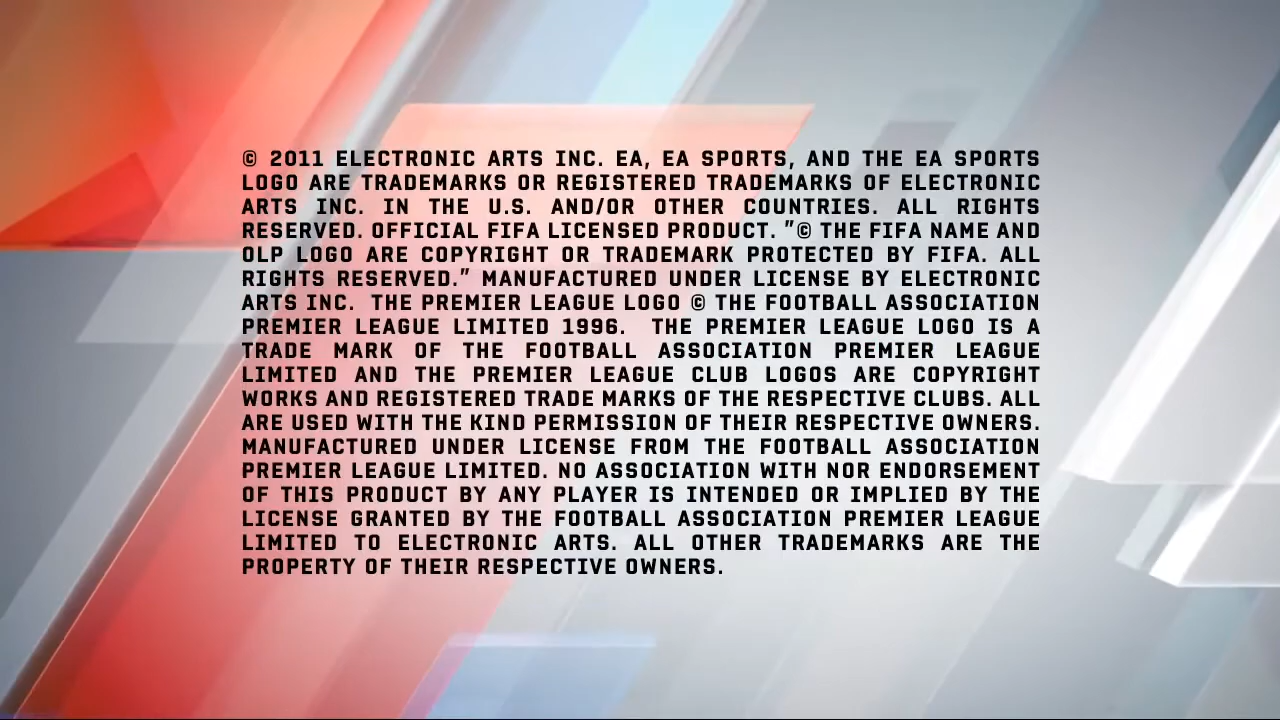 © 2011 ELECTRONIC ARTS INC. EA, EA SPORTS, AND THE EA SPORTS
LOGO ARE TRADEMARKS OR REGISTERED TRADEMARKS OF ELECTRONIC
ARTS INC. IN THE U.S. AND/OR OTHER COUNTRIES. ALL RIGHTS
RESERVED. OFFICIAL FIFA LICENSED PRODUCT. "© THE FIFA NAME AND
OLP LOGO ARE COPYRIGHT OR TRADEMARK PROTECTED BY FIFA. ALL
RIGHTS RESERVED." MANUFACTURED UNDER LICENSE BY ELECTRONIC
ARTS INC. THE PREMIER LEAGUE LOGO © THE FOOTBALL ASSOCIATION
PREMIER LEAGUE LIMITED 1996. THE PREMIER LEAGUE LOGO IS A
TRADE MARK OF THE FOOTBALL ASSOCIATION PREMIER LEAGUE
LIMITED AND THE PREMIER LEAGUE CLUB LOGOS ARE COPYRIGHT
WORKS AND REGISTERED TRADE MARKS OF THE RESPECTIVE CLUBS. ALL
ARE USED WITH THE KIND PERMISSION OF THEIR RESPECTIVE OWNERS.
MANUFACTURED UNDER LICENSE FROM THE FOOTBALL ASSOCIATION
PREMIER LEAGUE LIMITED. NO ASSOCIATION WITH NOR ENDORSEMENT
OF THIS PRODUCT BY ANY PLAYER IS INTENDED OR IMPLIED BY THE
LICENSE GRANTED BY THE FOOTBALL ASSOCIATION PREMIER LEAGUE
LIMITED TO ELECTRONIC ARTS. ALL OTHER TRADEMARKS ARE THE
PROPERTY OF THEIR RESPECTIVE OWNERS.